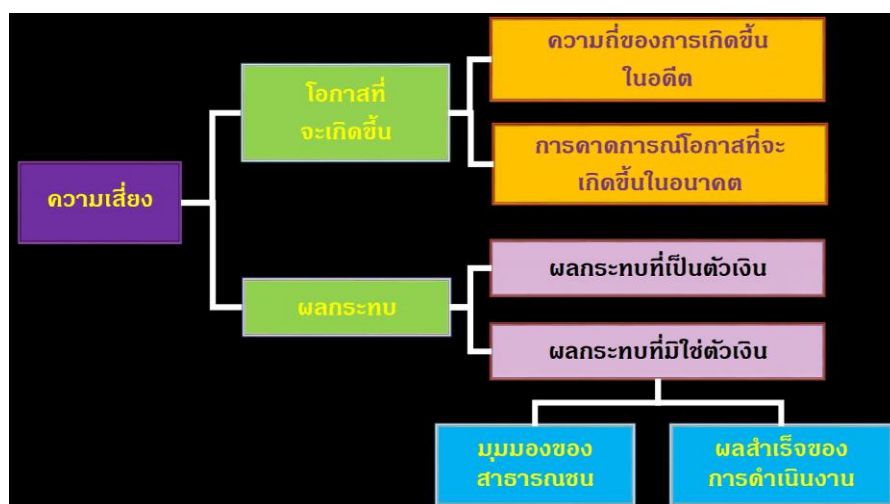 ความเสี่ยง
โอกาสที่
จะเกิดขึ้น
ความถี่ของการเกิดขึ้น
ในอดีต
การคาดการณ์โอกาสที่จะ
เกิดขึ้นในอนาคต
ผลกระทบ
ผลกระทบที่เป็นตัวเงิน
ผลกระทบที่มิใช่ตัวเงิน
มุมมองของ
สาธารณชน
ผลสำเร็จของ
การดำเนินงาน